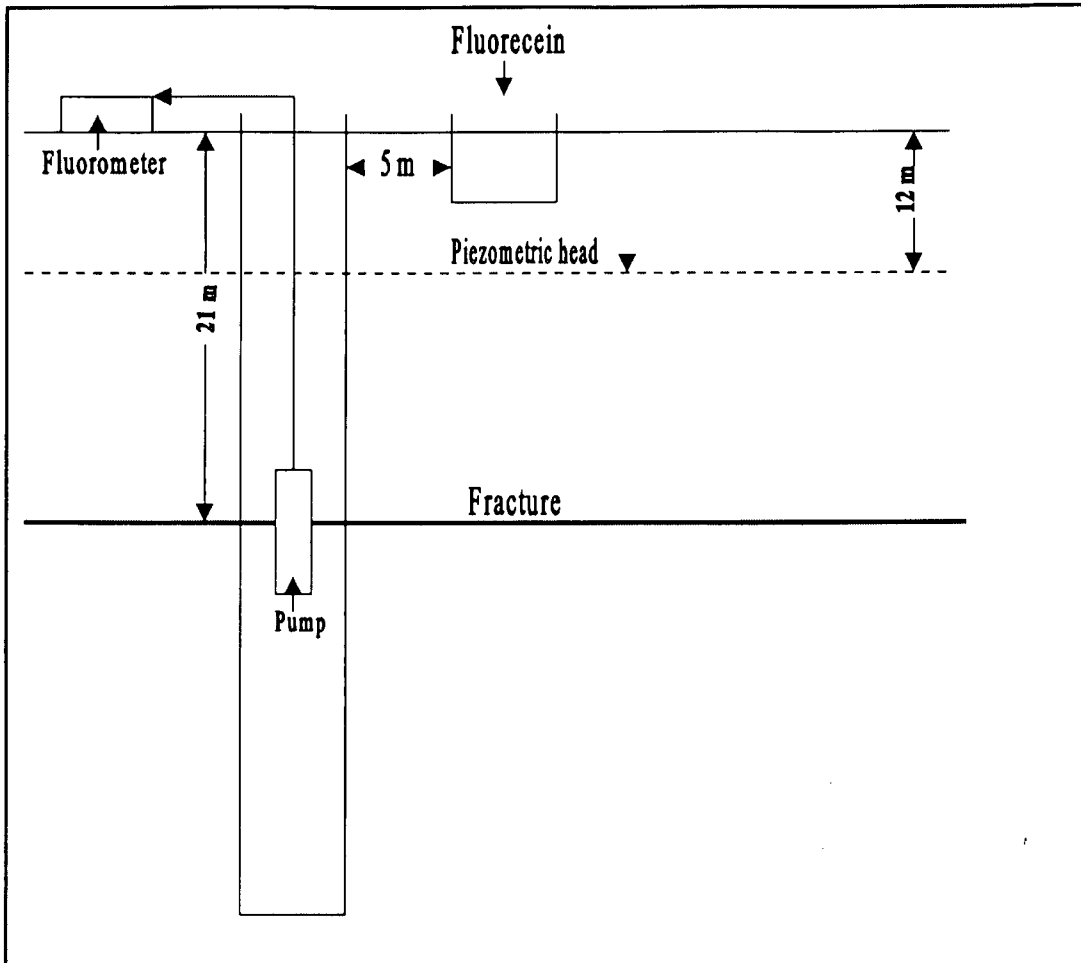 Fluorecein
Fluorometer
5 m
12 m
Piezometric head
21 m
Fracture
Pump